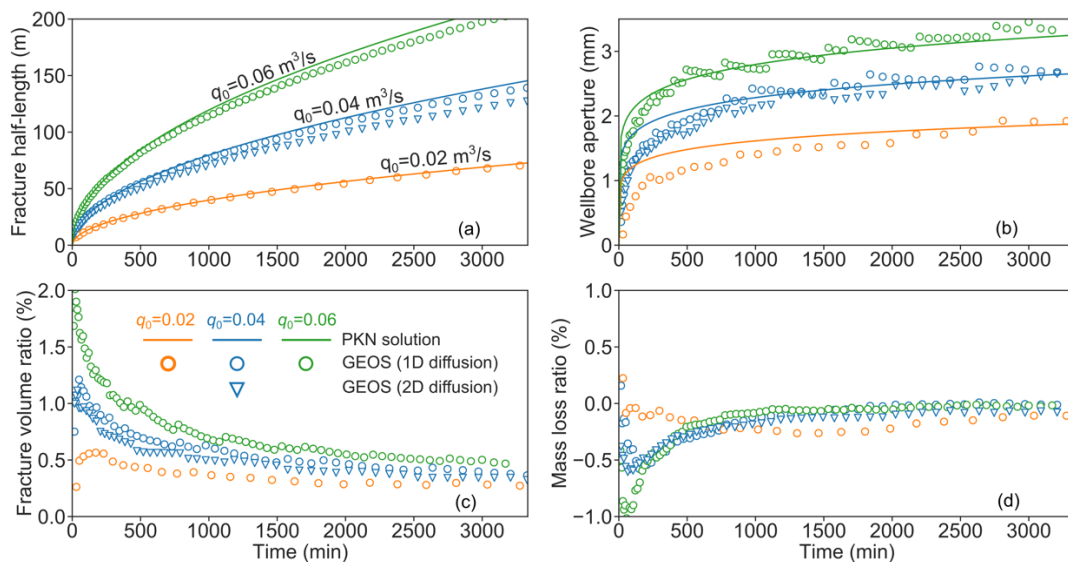 200
150
100
50
0
Fracture half-length (m)
q₀=0.06 m³/s
q₀=0.04 m³/s
q₀=0.02 m³/s
(a)
0 500 1000 1500 2000 2500 3000
3
2
1
0
Wellbore aperture (mm)
(b)
0 500 1000 1500 2000 2500 3000
2.0
1.5
1.0
0.5
0.0
Fracture volume ratio (%)
q₀=0.02 q₀=0.04 q₀=0.06
PKN solution
GEOS (1D diffusion)
GEOS (2D diffusion)
(c)
0 500 1000 1500 2000 2500 3000
Time (min)
1.0
0.5
0.0
−0.5
−1.0
Mass loss ratio (%)
(d)
0 500 1000 1500 2000 2500 3000
Time (min)